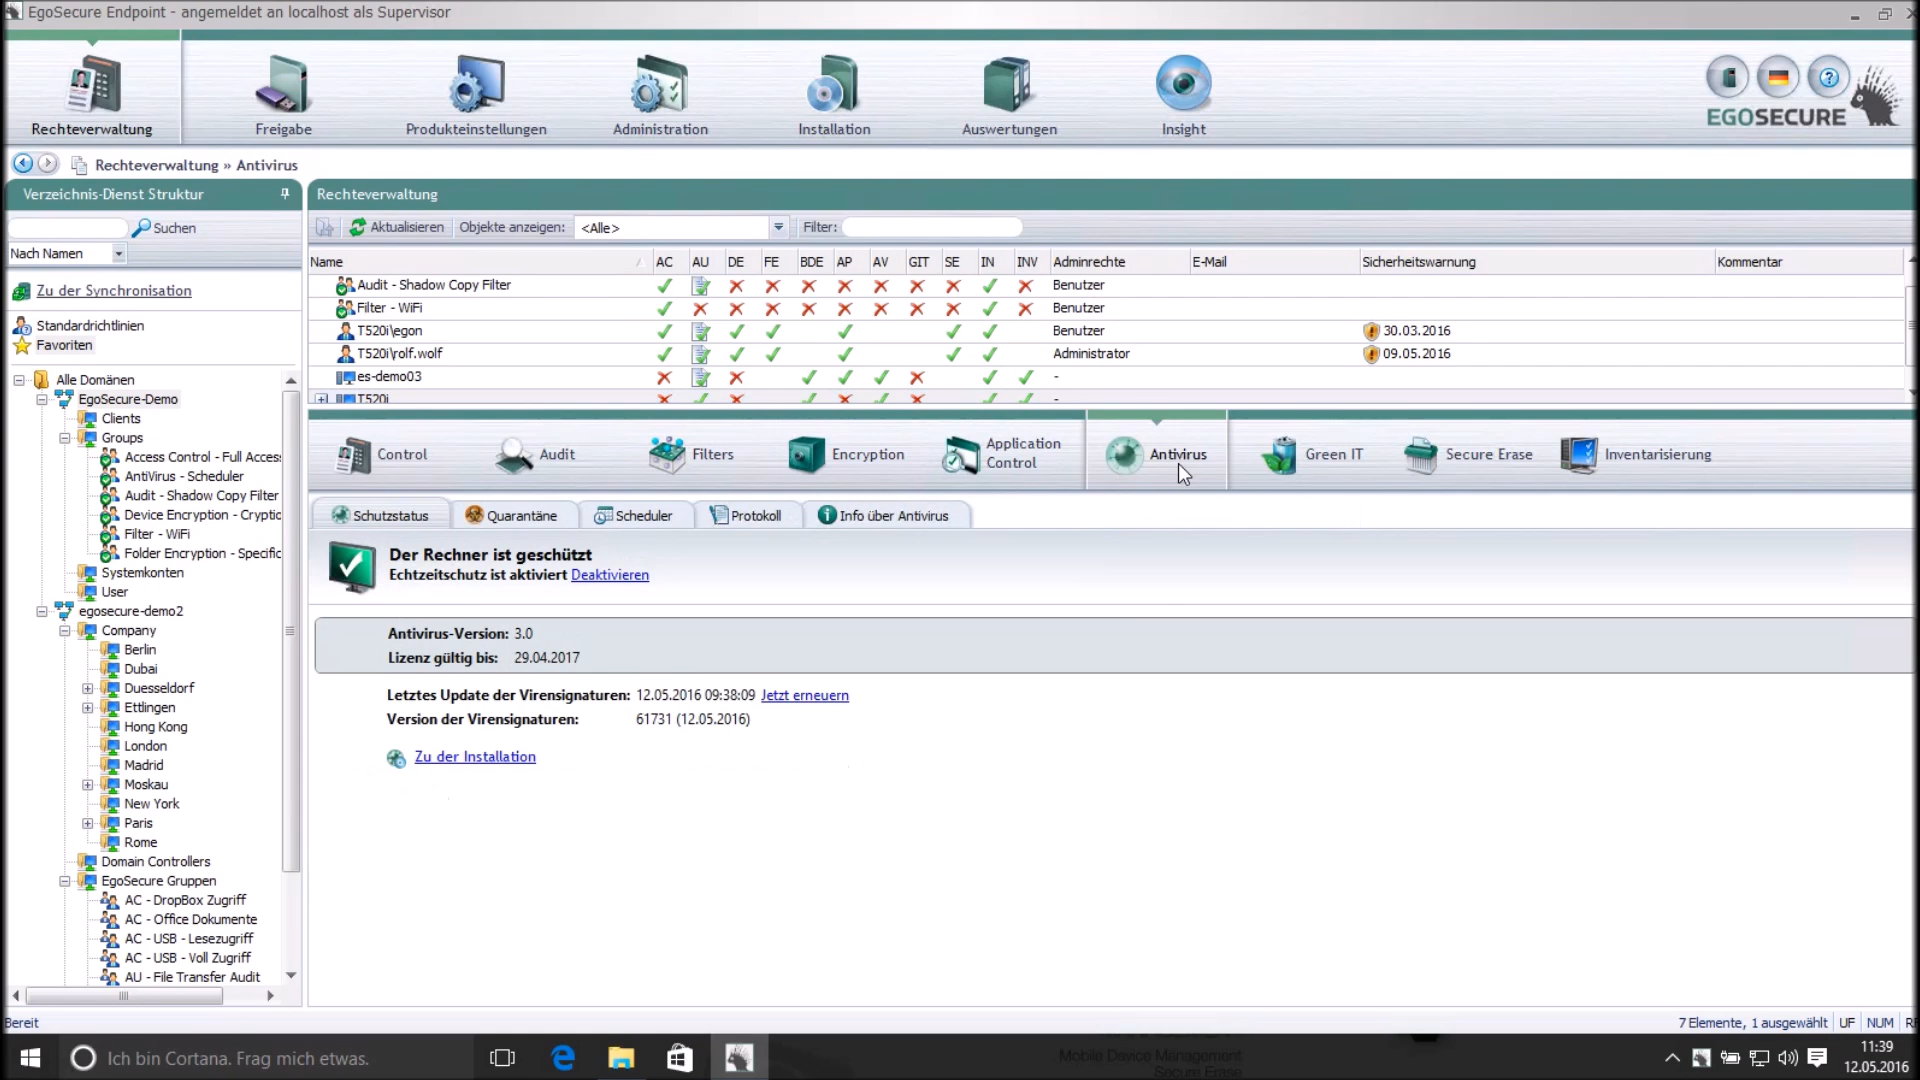 EgoSecure Endpoint - angemeldet an localhost als Supervisor
Rechteverwaltung
Freigabe
Produkteinstellungen
Administration
Installation
Auswertungen
Insight
EGOSECURE
Rechteverwaltung » Antivirus
Verzeichnis-Dienst Struktur
Suchen
Nach Namen
Zu der Synchronisation
Standardrichtlinien
Favoriten
Alle Domänen
EgoSecure-Demo
Clients
Groups
Access Control - Full Acces
AntiVirus - Scheduler
Audit - Shadow Copy Filter
Device Encryption - Cryptic
Filter - WiFi
Folder Encryption - Specific
Systemkonten
User
egosecure-demo2
Company
Berlin
Dubai
Duesseldorf
Ettlingen
Hong Kong
London
Madrid
Moskau
New York
Paris
Rome
Domain Controllers
EgoSecure Gruppen
AC - DropBox Zugriff
AC - Office Dokumente
AC - USB - Lesezugriff
AC - USB - Voll Zugriff
AU - File Transfer Audit
Rechteverwaltung
Aktualisieren Objekte anzeigen: <Alle> Filter:
Name AC AU DE FE BDE AP AV GIT SE IN INV Adminrechte E-Mail Sicherheitswarnung Kommentar
Audit - Shadow Copy Filter Benutzer
Filter - WiFi Benutzer
T520i\egon Benutzer 30.03.2016
T520i\rolf.wolf Administrator 09.05.2016
es-demo03 -
T520i -
Control
Audit
Filters
Encryption
Application Control
Antivirus
Green IT
Secure Erase
Inventarisierung
Schutzstatus
Quarantäne
Scheduler
Protokoll
Info über Antivirus
Der Rechner ist geschützt
Echtzeitschutz ist aktiviert Deaktivieren
Antivirus-Version: 3.0
Lizenz gültig bis: 29.04.2017
Letztes Update der Virensignaturen: 12.05.2016 09:38:09 Jetzt erneuern
Version der Virensignaturen: 61731 (12.05.2016)
Zu der Installation
Bereit
7 Elemente, 1 ausgewählt UF NUM
Ich bin Cortana. Frag mich etwas.
Mobile Device Management
Secure Erase
11:39
12.05.2016